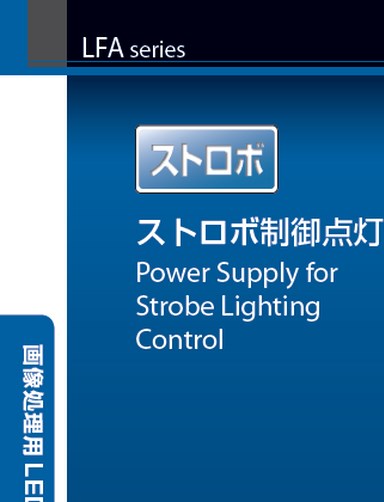 LFA series
ストロボ
ストロボ制御点灯
Power Supply for
Strobe Lighting
Control
画像処理用 LED